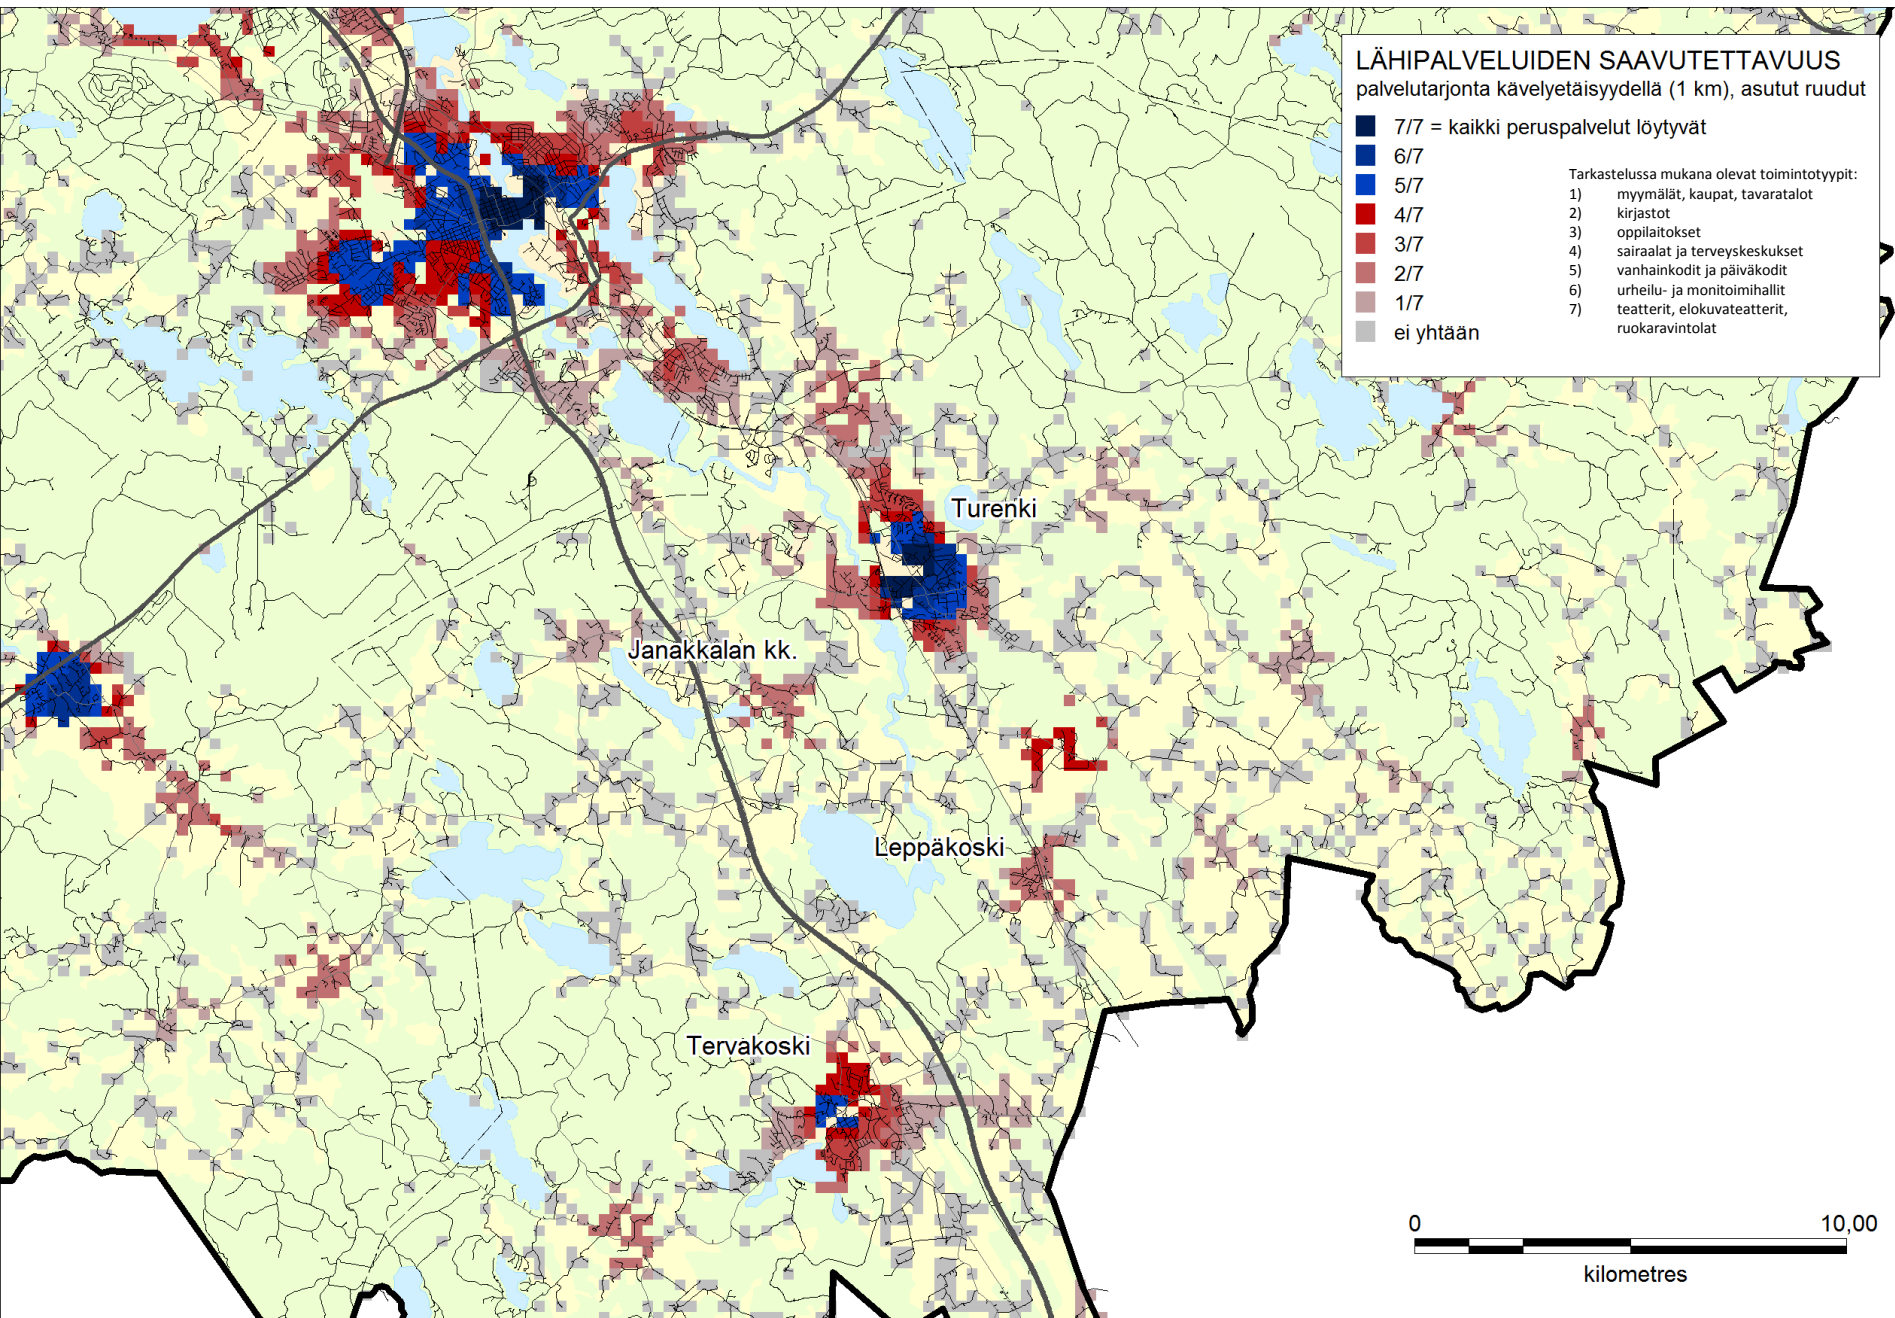 LÄHIPALVELUIDEN SAAVUTETTAVUUS
palvelutarjonta kävelyetäisyydellä (1 km), asutut ruudut
7/7 = kaikki peruspalvelut löytyvät
6/7
5/7
4/7
3/7
2/7
1/7
ei yhtään
Tarkastelussa mukana olevat toimintotyypit:
1) myymälät, kaupat, tavaratalot
2) kirjastot
3) oppilaitokset
4) sairaalat ja terveyskeskukset
5) vanhainkodit ja päiväkodit
6) urheilu- ja monitoimihallit
7) teatterit, elokuvateatterit,
ruokaravintolat
Turenki
Janakkalan kk.
Leppäkoski
Tervakoski
0 10,00
kilometres